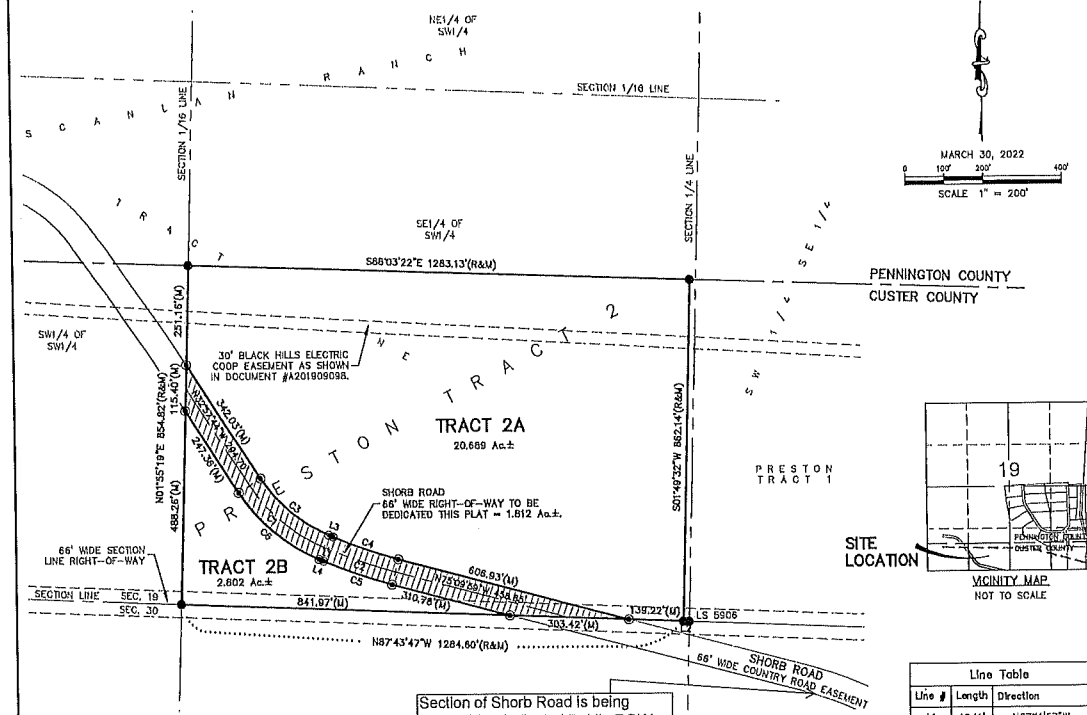 NE1/4 OF
SW1/4
SCANLAN RANCH
TRACT
SECTION 1/16 LINE
SECTION 1/16 LINE
SECTION 1/4 LINE
MARCH 30, 2022
0 100' 200' 400'
SCALE 1" = 200'
SE1/4 OF
SW1/4
SW 1/4 SE 1/4
S88°03'22"E 1283.13'(R&M)
PENNINGTON COUNTY
CUSTER COUNTY
SW1/4 OF
SW1/4
251.16'(M)
30' BLACK HILLS ELECTRIC
COOP EASEMENT AS SHOWN
IN DOCUMENT #A201909098.
115.40'(M)
N01°55'19"E 854.82'(R&M)
488.26'(M)
342.03'(M)
247.36'(M)
TRACT 2A
20.689 Ac.±
S01°49'32"W 862.14'(R&M)
PRESTON
TRACT 1
PRESTON TRACT 2
SHORB ROAD
66' WIDE RIGHT-OF-WAY TO BE
DEDICATED THIS PLAT = 1.812 Ac.±.
C3
L3
C4
C7
C6
L4
C2
C5
606.93'(M)
310.78'(M)
66' WIDE SECTION
LINE RIGHT-OF-WAY
TRACT 2B
2.802 Ac.±
SECTION LINE SEC. 19
SEC. 30
841.97'(M)
303.42'(M)
139.22'(M)
LS 5906
N87°43'47"W 1284.60'(R&M)
SHORB ROAD
66' WIDE COUNTRY ROAD EASEMENT
SITE
LOCATION
19
PENNINGTON COUNTY
CUSTER COUNTY
VICINITY MAP
NOT TO SCALE
Section of Shorb Road is being
Line Table
Line # Length Direction